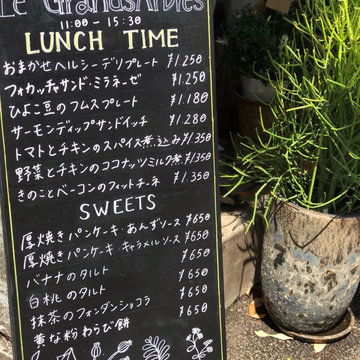 Le Grands Arbres
11:00 - 15:30
LUNCH TIME
おまかせヘルシーデリプレート ¥1.250
フォカッチャサンド・ミラネーゼ ¥1.250
ひよこ豆のフムスプレート ¥1.180
サーモンディップサンドイッチ ¥1.280
トマトとチキンのスパイス煮込み ¥1.350
野菜とチキンのココナッツミルク煮 ¥1.350
きのことベーコンのフィットチーネ ¥1.350
SWEETS
厚焼きパンケーキ・あんずソース ¥650
厚焼きパンケーキ キャラメルソース ¥650
バナナのタルト ¥650
白桃のタルト ¥650
抹茶のフォンダンショコラ ¥650
黄な粉わらび餅 ¥650